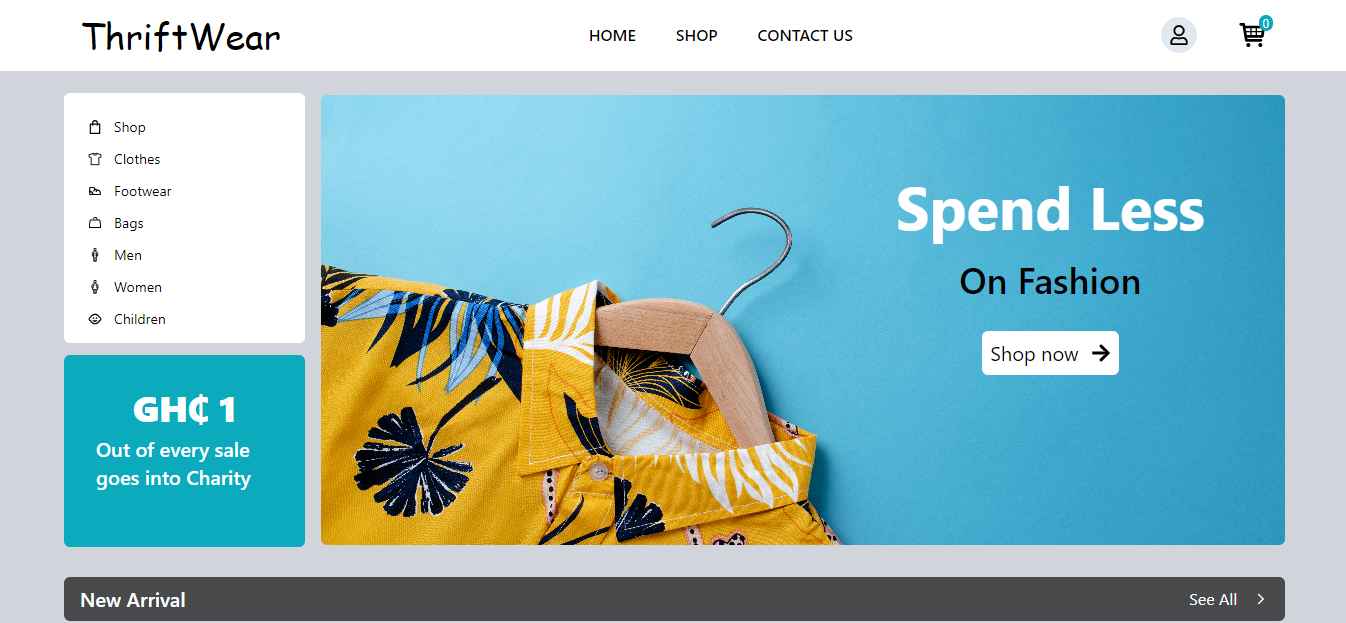 ThriftWear
HOME
SHOP
CONTACT US
0
Shop
Clothes
Footwear
Bags
Men
Women
Children
GH₵ 1
Out of every sale
goes into Charity
Spend Less
On Fashion
Shop now
New Arrival
See All